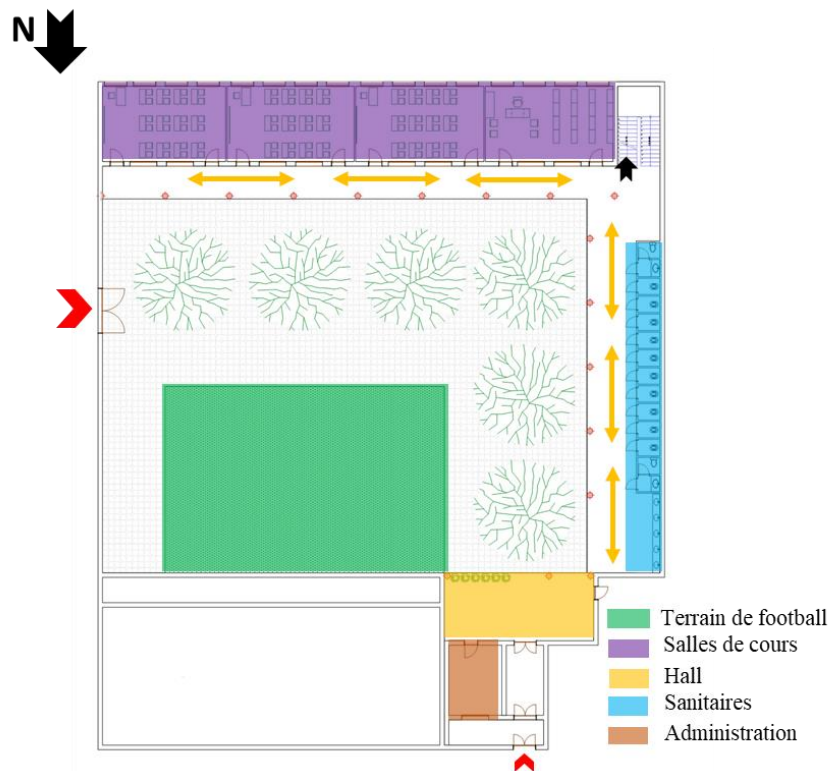 N
Terrain de football
Salles de cours
Hall
Sanitaires
Administration